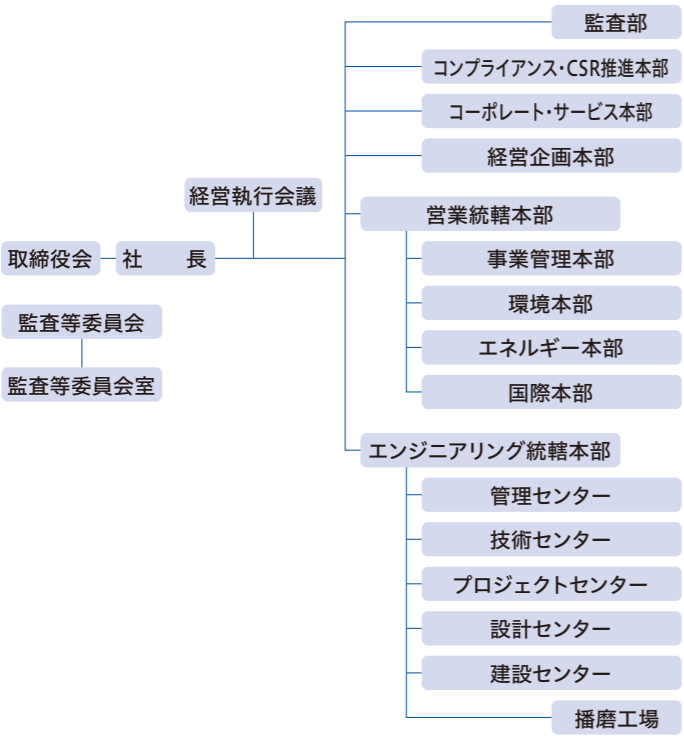 監査部
コンプライアンス・CSR推進本部
コーポレート・サービス本部
経営企画本部
経営執行会議
営業統轄本部
取締役会
社　長
事業管理本部
環境本部
監査等委員会
エネルギー本部
監査等委員会室
国際本部
エンジニアリング統轄本部
管理センター
技術センター
プロジェクトセンター
設計センター
建設センター
播磨工場